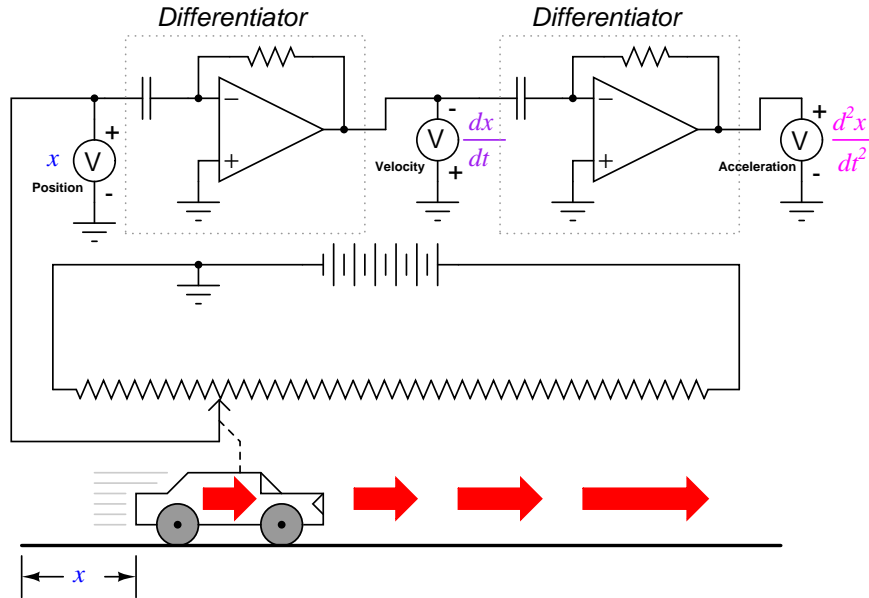 Differentiator
Differentiator
−
+
+
V
-
x
Position
-
V
+
Velocity
dx
dt
−
+
+
V
-
Acceleration
d²x
dt²
x